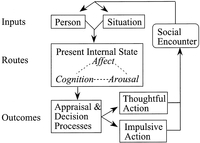 Inputs
Person
Situation
Social
Encounter
Routes
Present Internal State
Affect
Cognition
Arousal
Outcomes
Appraisal &
Decision
Processes
Thoughtful
Action
Impulsive
Action